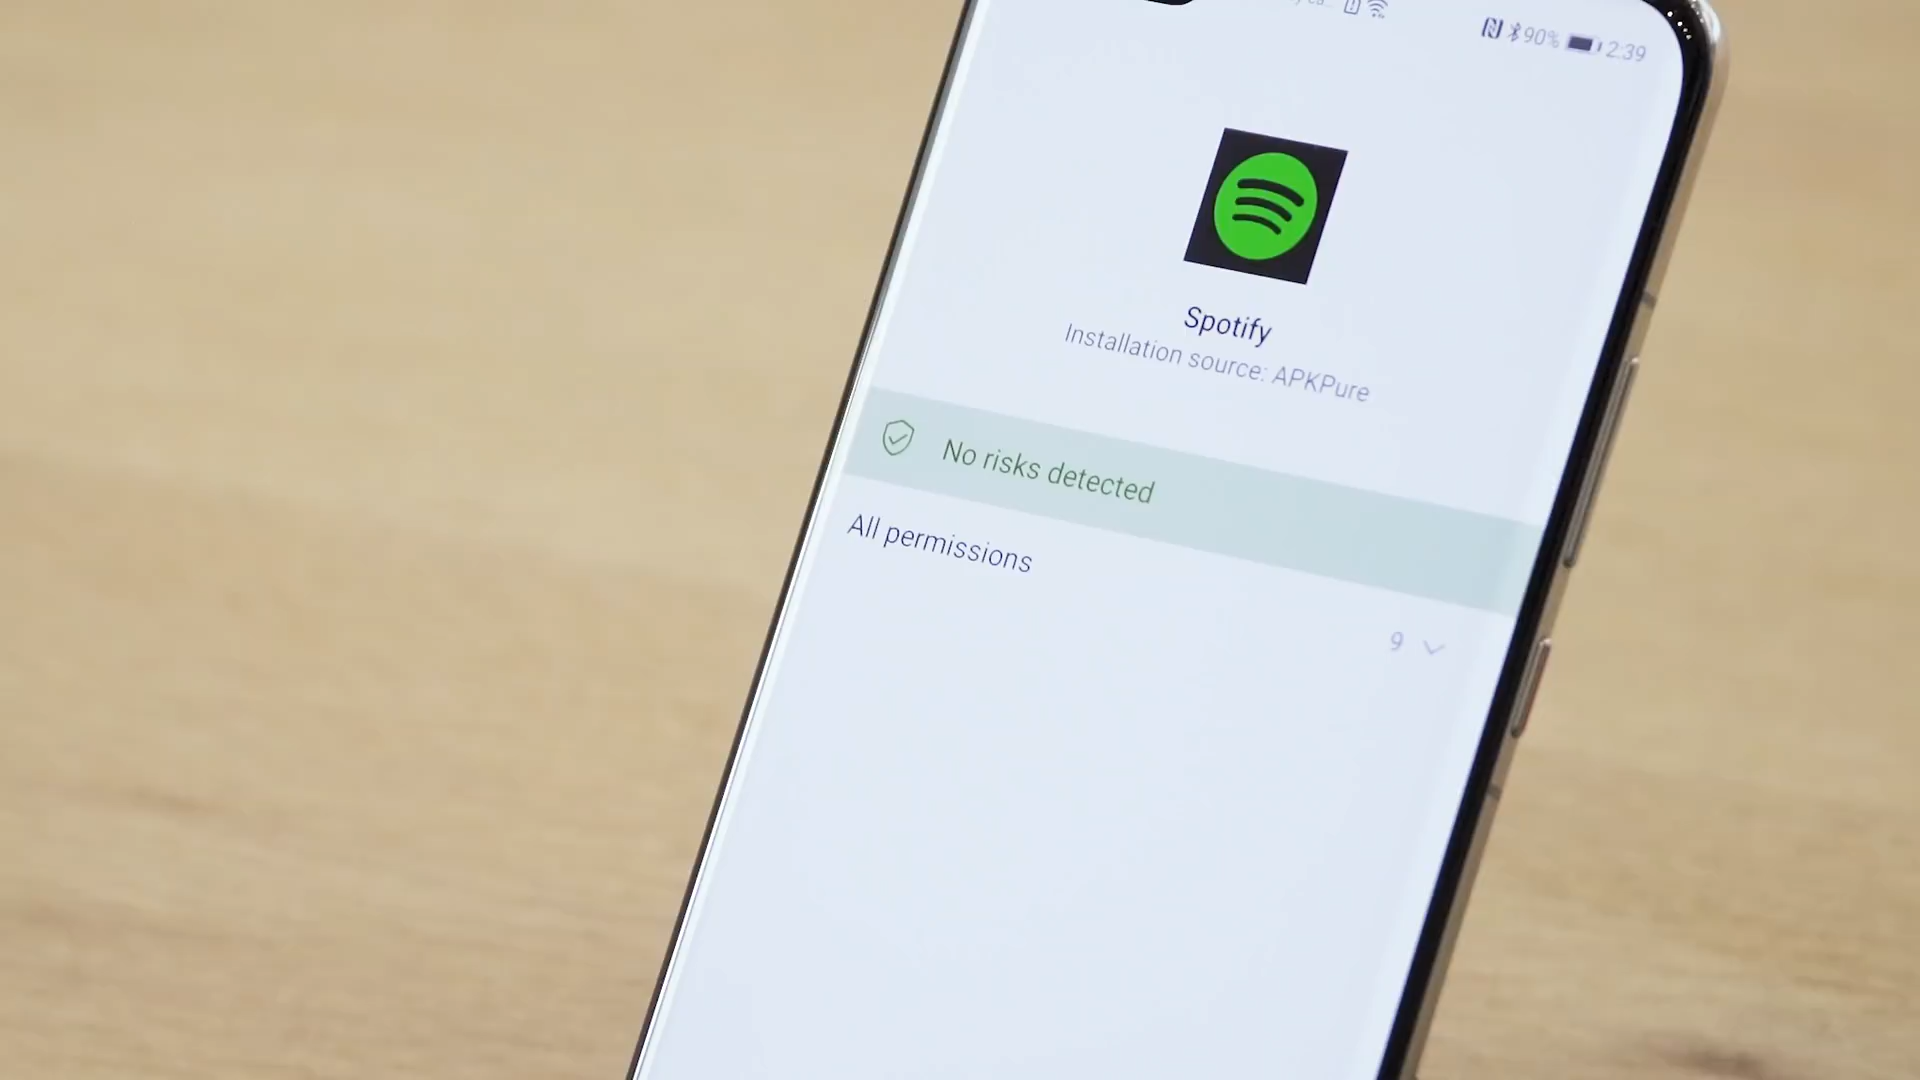 90% 2:39
Spotify
Installation source: APKPure
No risks detected
All permissions
9